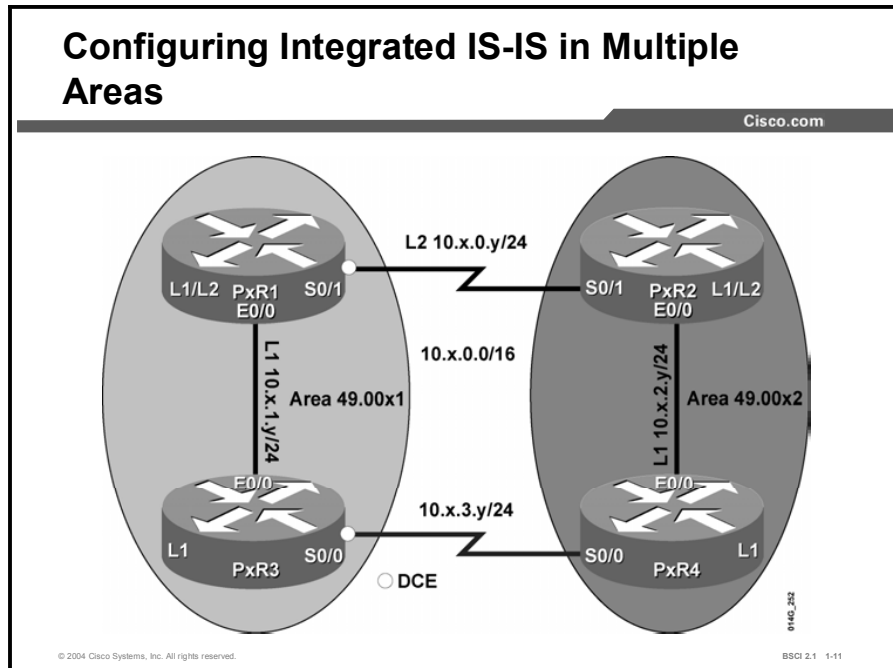 Configuring Integrated IS-IS in Multiple
Areas
Cisco.com
L2 10.x.0.y/24
L1/L2 PxR1 S0/1
E0/0
S0/1 PxR2 L1/L2
E0/0
L1 10.x.1.y/24
10.x.0.0/16
L1 10.x.2.y/24
Area 49.00x1
Area 49.00x2
E0/0
L1
PxR3
S0/0
10.x.3.y/24
E0/0
S0/0
PxR4
L1
DCE
014G_252
© 2004 Cisco Systems, Inc. All rights reserved.
BSCI 2.1 1-11